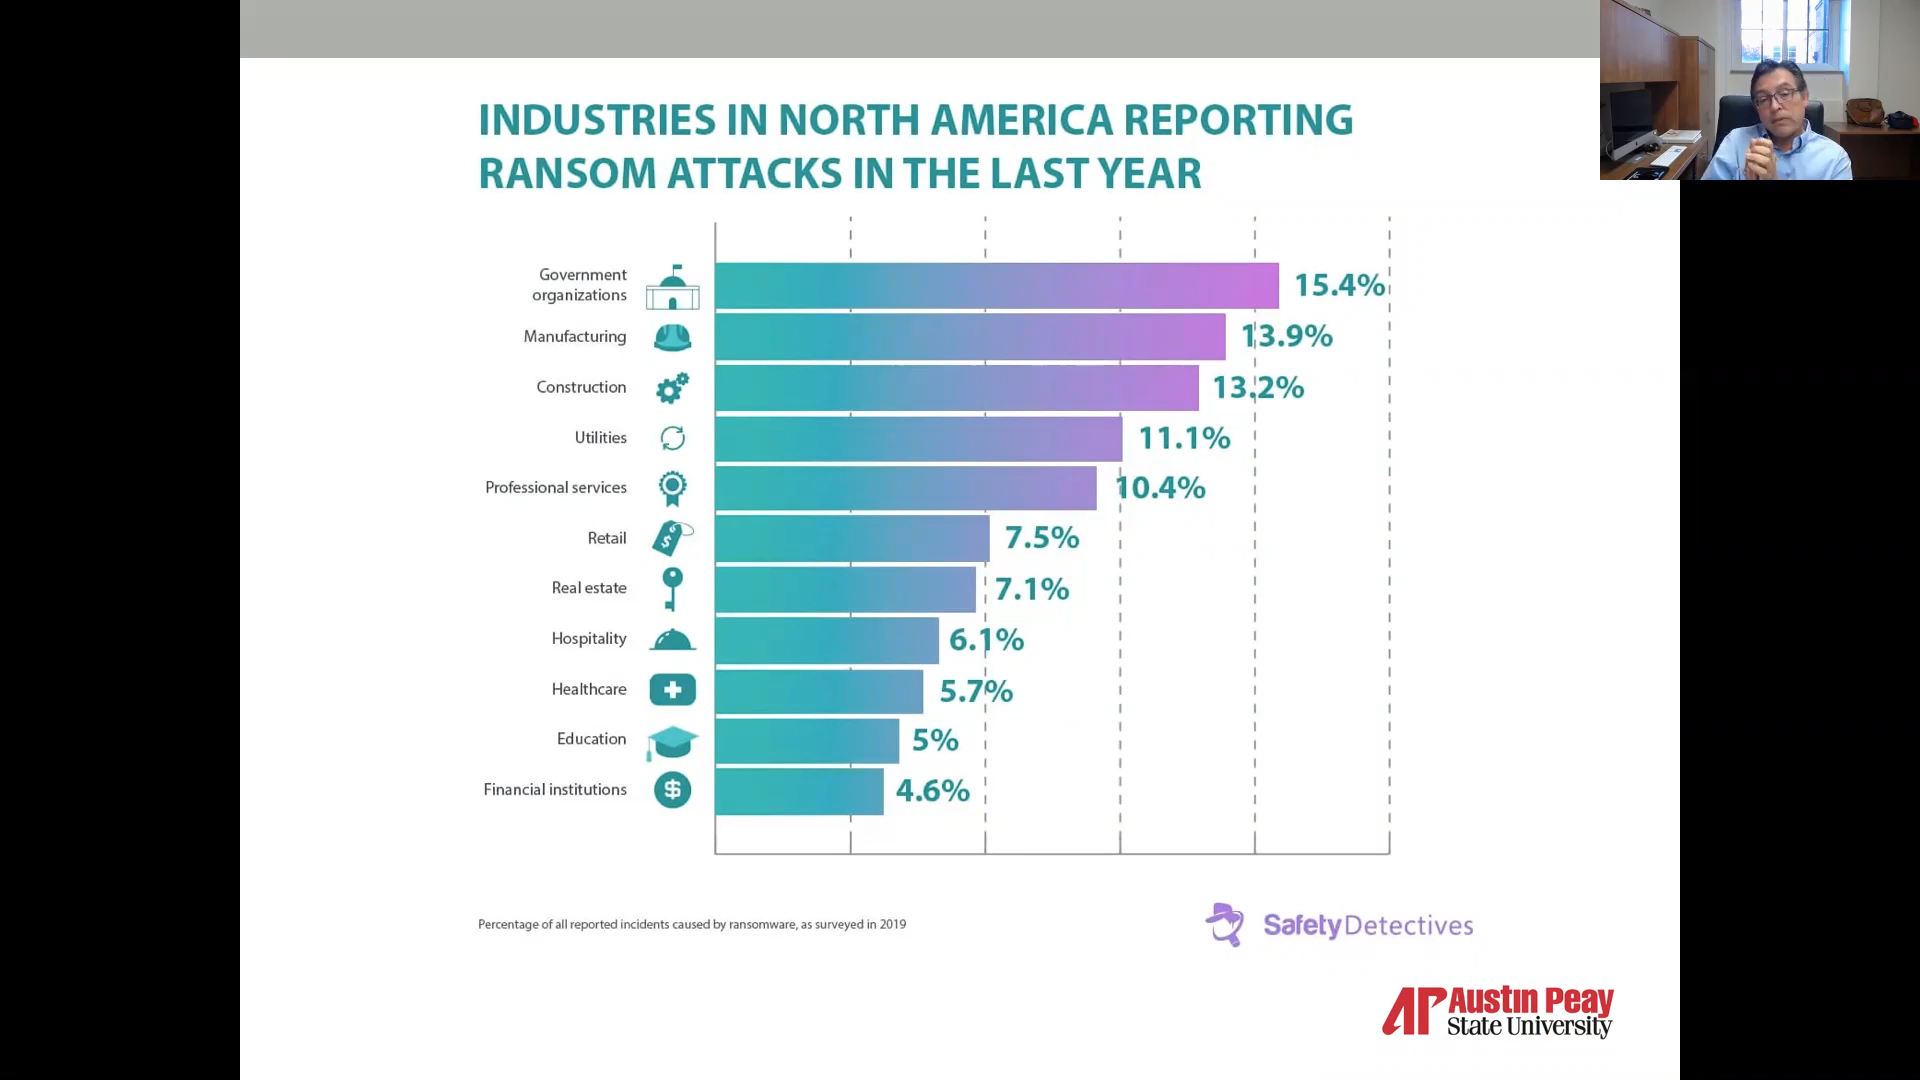 INDUSTRIES IN NORTH AMERICA REPORTING
RANSOM ATTACKS IN THE LAST YEAR
Government
organizations
15.4%
Manufacturing
13.9%
Construction
13.2%
Utilities
11.1%
Professional services
10.4%
Retail
7.5%
Real estate
7.1%
Hospitality
6.1%
Healthcare
5.7%
Education
5%
Financial institutions
4.6%
Percentage of all reported incidents caused by ransomware, as surveyed in 2019
SafetyDetectives
AP Austin Peay
State University